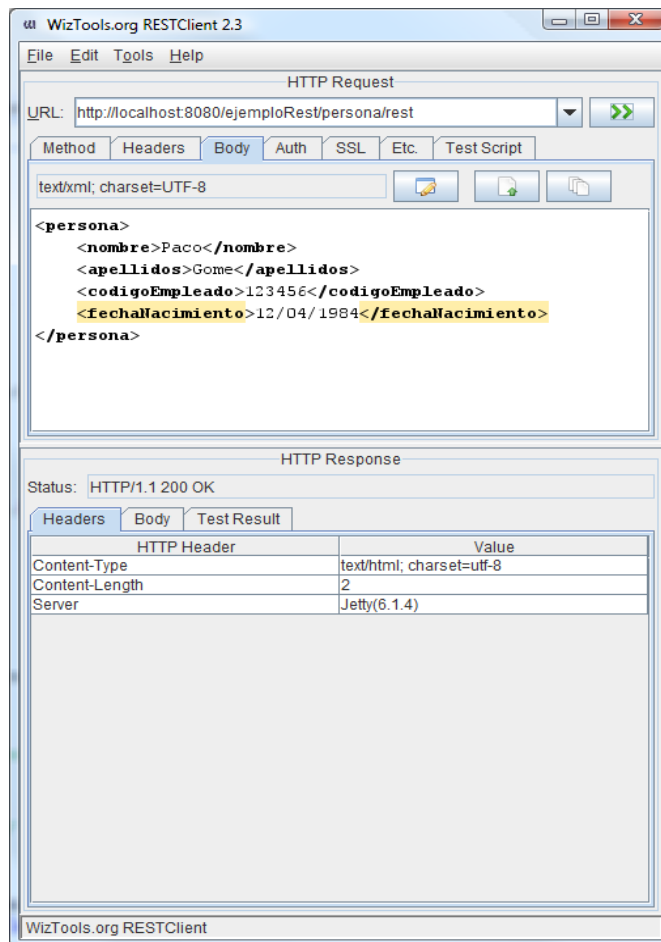 WizTools.org RESTClient 2.3
File Edit Tools Help
HTTP Request
URL: http://localhost:8080/ejemploRest/persona/rest
Method Headers Body Auth SSL Etc. Test Script
text/xml; charset=UTF-8
<persona>
<nombre>Paco</nombre>
<apellidos>Gome</apellidos>
<codigoEmpleado>123456</codigoEmpleado>
<fechaNacimiento>12/04/1984</fechaNacimiento>
</persona>
HTTP Response
Status: HTTP/1.1 200 OK
Headers Body Test Result
HTTP Header Value
Content-Type text/html; charset=utf-8
Content-Length 2
Server Jetty(6.1.4)
WizTools.org RESTClient